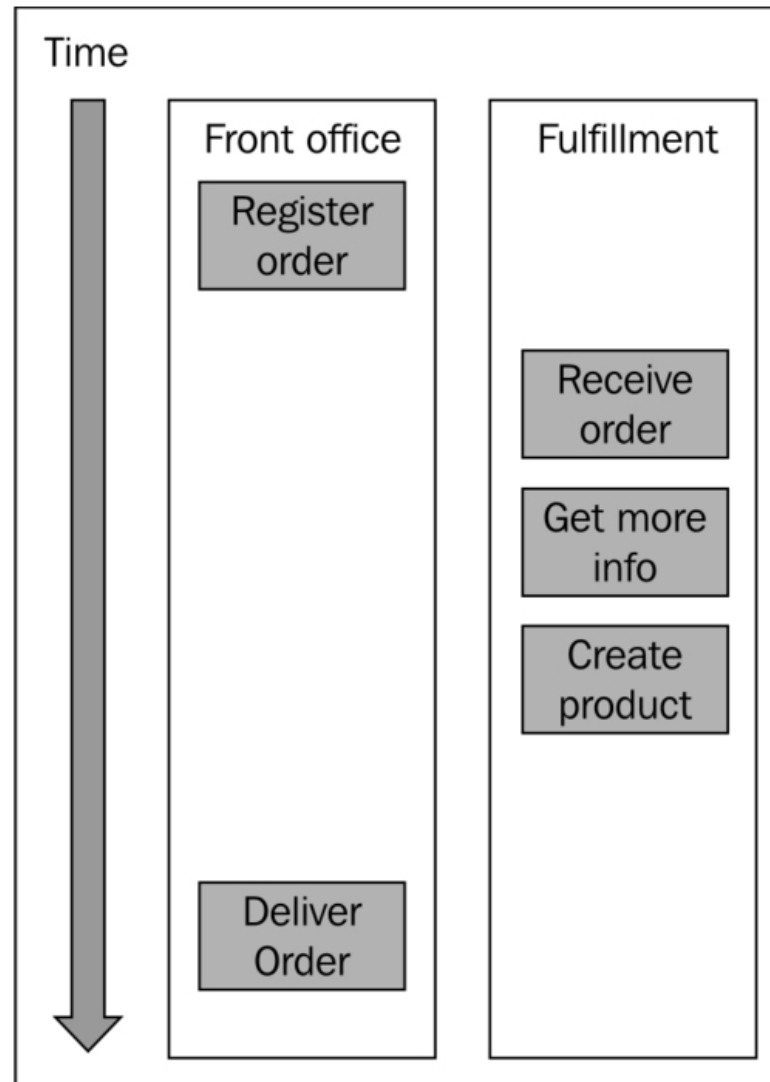 Time
Front office
Fulfillment
Register
order
Receive
order
Get more
info
Create
product
Deliver
Order